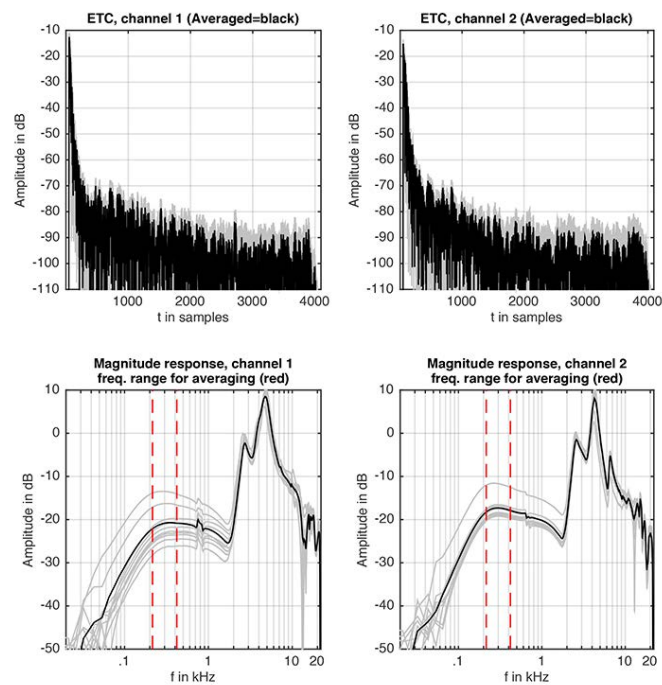 ETC, channel 1 (Averaged=black)
Amplitude in dB
-10
-20
-30
-40
-50
-60
-70
-80
-90
-100
-110
1000 2000 3000 4000
t in samples
ETC, channel 2 (Averaged=black)
Amplitude in dB
-10
-20
-30
-40
-50
-60
-70
-80
-90
-100
-110
1000 2000 3000 4000
t in samples
Magnitude response, channel 1
freq. range for averaging (red)
Amplitude in dB
10
0
-10
-20
-30
-40
-50
.1 1 10 20
f in kHz
Magnitude response, channel 2
freq. range for averaging (red)
Amplitude in dB
10
0
-10
-20
-30
-40
-50
.1 1 10 20
f in kHz